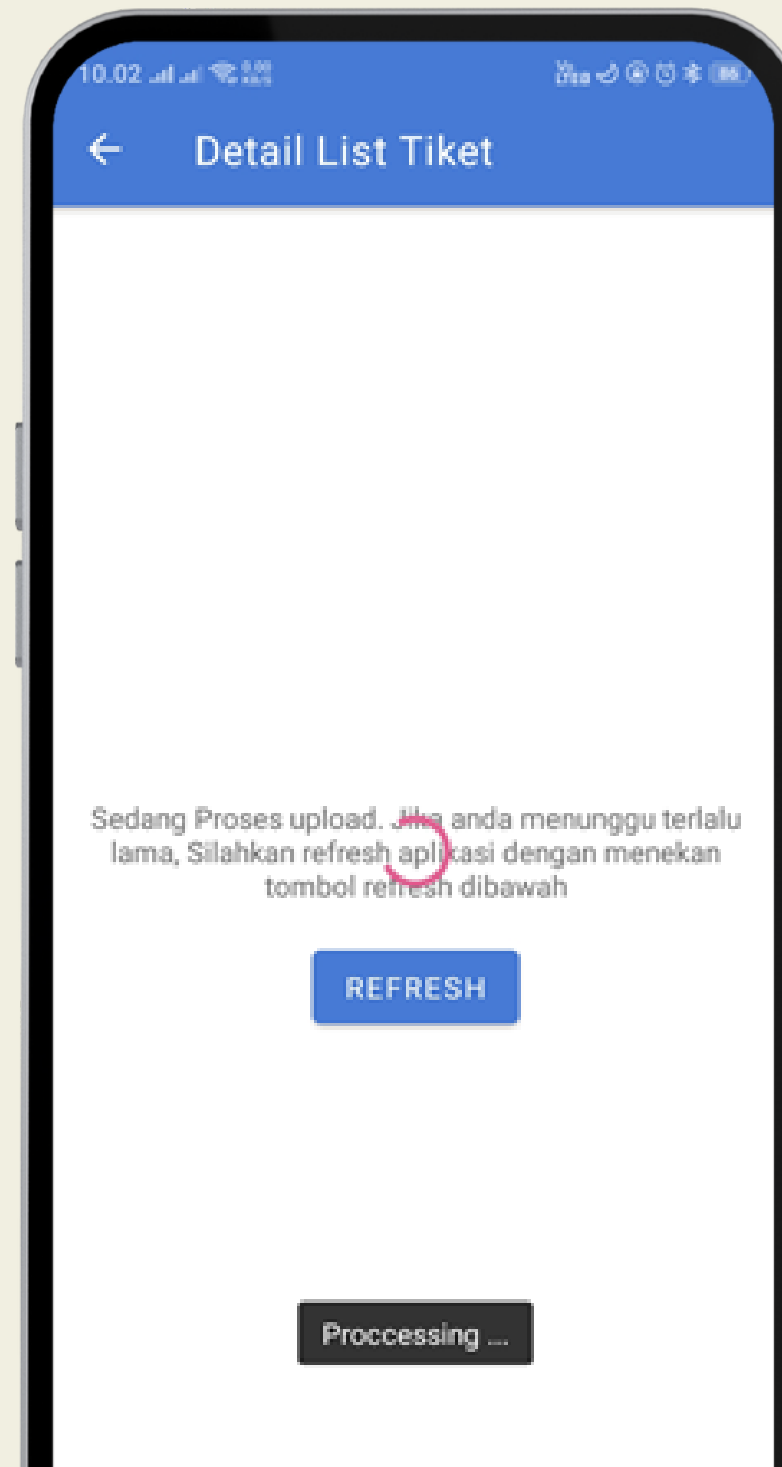 10.02
Detail List Tiket
Sedang Proses upload. Jika anda menunggu terlalu
lama, Silahkan refresh aplikasi dengan menekan
tombol refresh dibawah
REFRESH
Proccessing ...